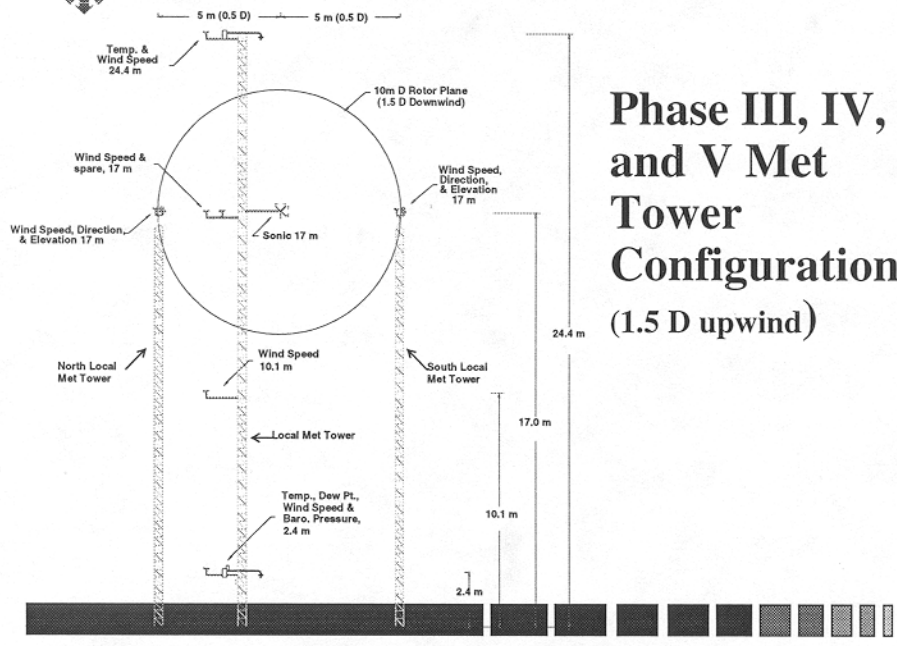 5 m (0.5 D)
5 m (0.5 D)
Temp. &
Wind Speed
24.4 m
10m D Rotor Plane
(1.5 D Downwind)
Phase III, IV,
and V Met
Tower
Configuration
(1.5 D upwind)
Wind Speed &
spare, 17 m
Wind Speed,
Direction,
& Elevation
17 m
Wind Speed, Direction,
& Elevation 17 m
Sonic 17 m
24.4 m
North Local
Met Tower
Wind Speed
10.1 m
South Local
Met Tower
17.0 m
Local Met Tower
Temp., Dew Pt.,
Wind Speed &
Baro. Pressure,
2.4 m
10.1 m
2.4 m